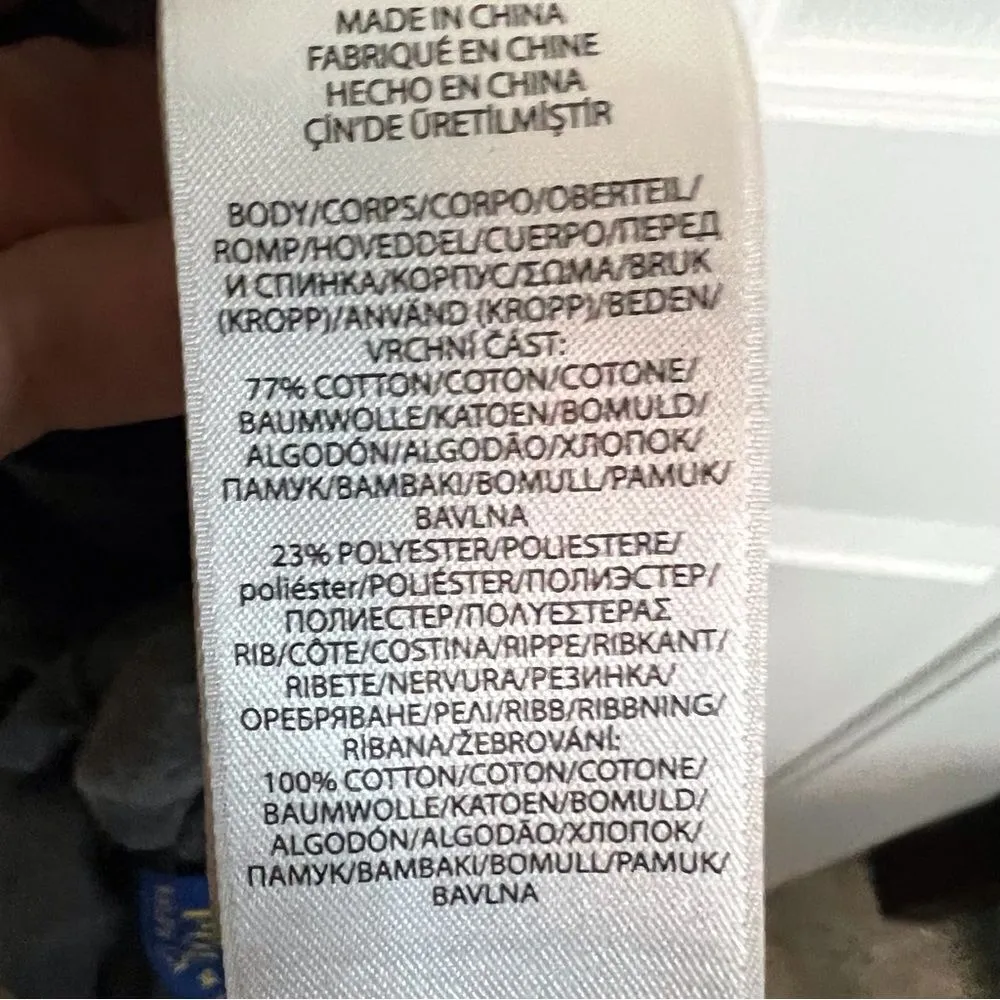 MADE IN CHINA
FABRIQUÉ EN CHINE
HECHO EN CHINA
ÇİN'DE ÜRETİLMİŞTİR
BODY/CORPS/CORPO/OBERTEIL/
ROMP/HOVEDDEL/CUERPO/ПЕРЕД
И СПИНКА/КОРПУС/ΣΩΜΑ/BRUK
(KROPP)/ANVÄND (KROPP)/BEDEN/
VRCHNÍ ČÁST:
77% COTTON/COTON/COTONE/
BAUMWOLLE/KATOEN/BOMULD/
ALGODÓN/ALGODÃO/ХЛОПОК/
ПАМУК/BAMBAKI/BOMULL/PAMUK/
BAVLNA
23% POLYESTER/POLIESTERE/
poliéster/POLIÉSTER/ПОЛИЭСТЕР/
ПОЛИЕСТЕР/ΠΟΛΥΕΣΤΕΡΑΣ
RIB/CÔTE/COSTINA/RIPPE/RIBKANT/
RIBETE/NERVURA/РЕЗИНКА/
ОРЕБРЯВАНЕ/ΡΕΛΙ/RIBB/RIBBNING/
RİBANA/ŽEBROVÁNÍ:
100% COTTON/COTON/COTONE/
BAUMWOLLE/KATOEN/BOMULD/
ALGODÓN/ALGODÃO/ХЛОПОК/
ПАМУК/BAMBAKI/BOMULL/PAMUK/
BAVLNA